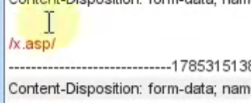 Content-Disposition: form-data; nam
/x.asp/
-----------------------------1785315138
Content-Disposition: form-data; nam